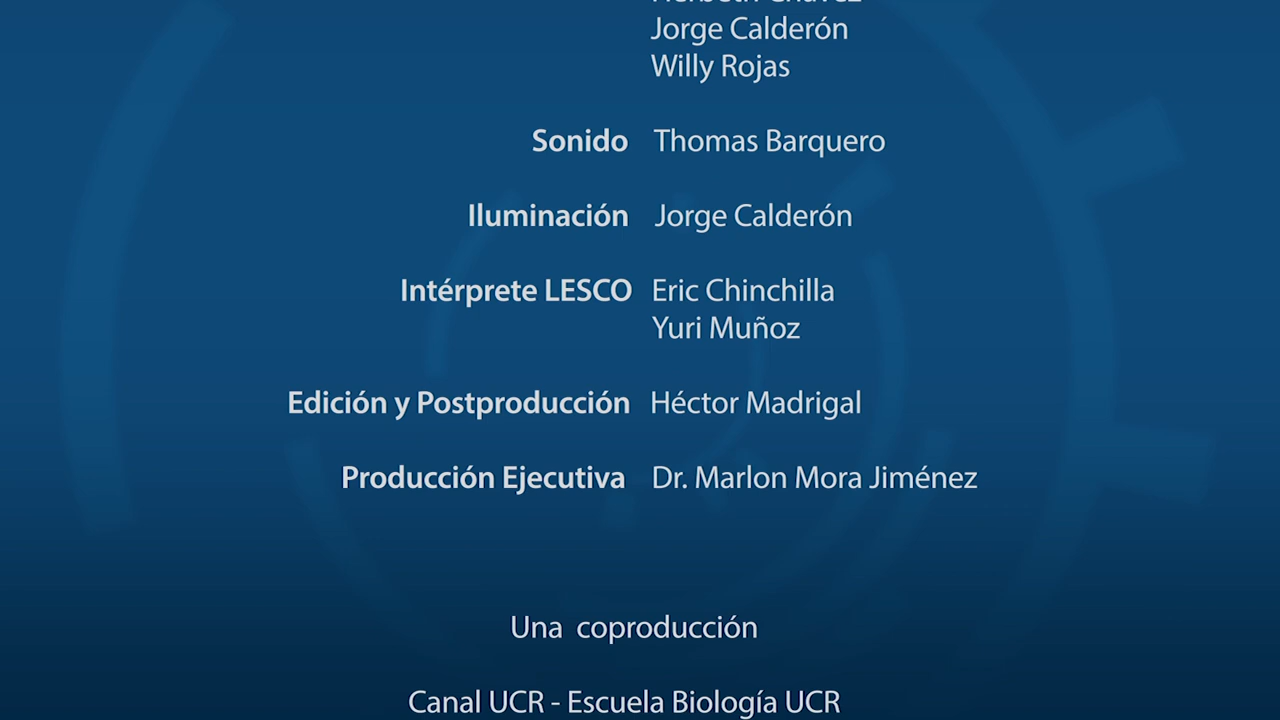 Jorge Calderón
Willy Rojas
Sonido Thomas Barquero
Iluminación Jorge Calderón
Intérprete LESCO Eric Chinchilla
Yuri Muñoz
Edición y Postproducción Héctor Madrigal
Producción Ejecutiva Dr. Marlon Mora Jiménez
Una coproducción
Canal UCR - Escuela Biología UCR